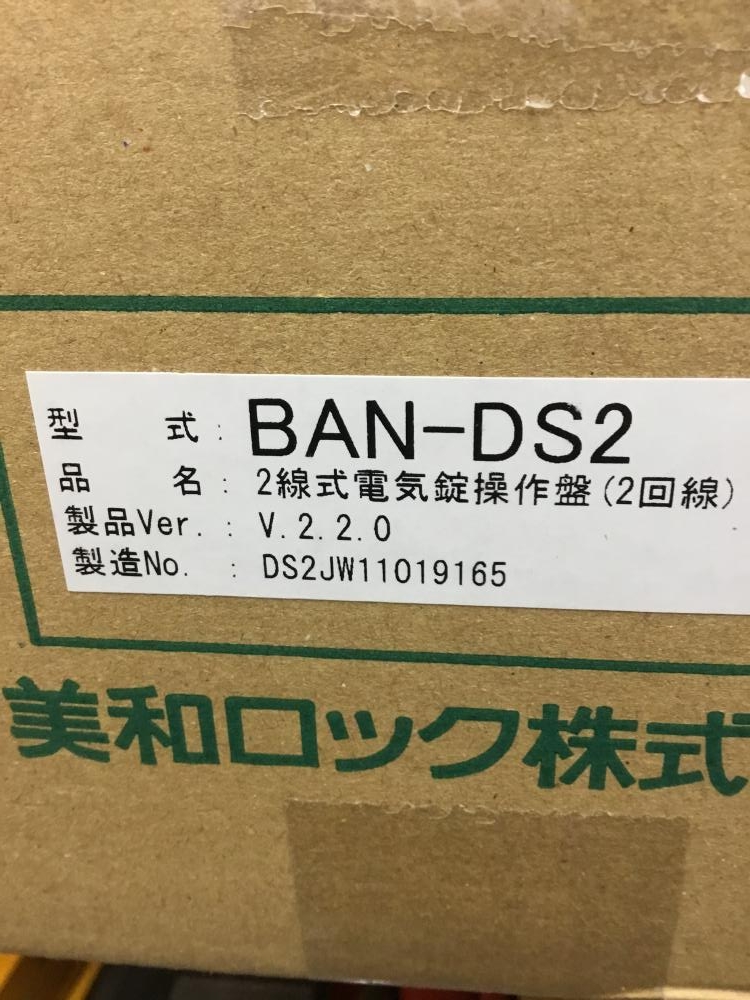 型　　式: BAN-DS2
品　　名: 2線式電気錠操作盤(2回線)
製品Ver.: V.2.2.0
製造No. : DS2JW11019165
美和ロック株式